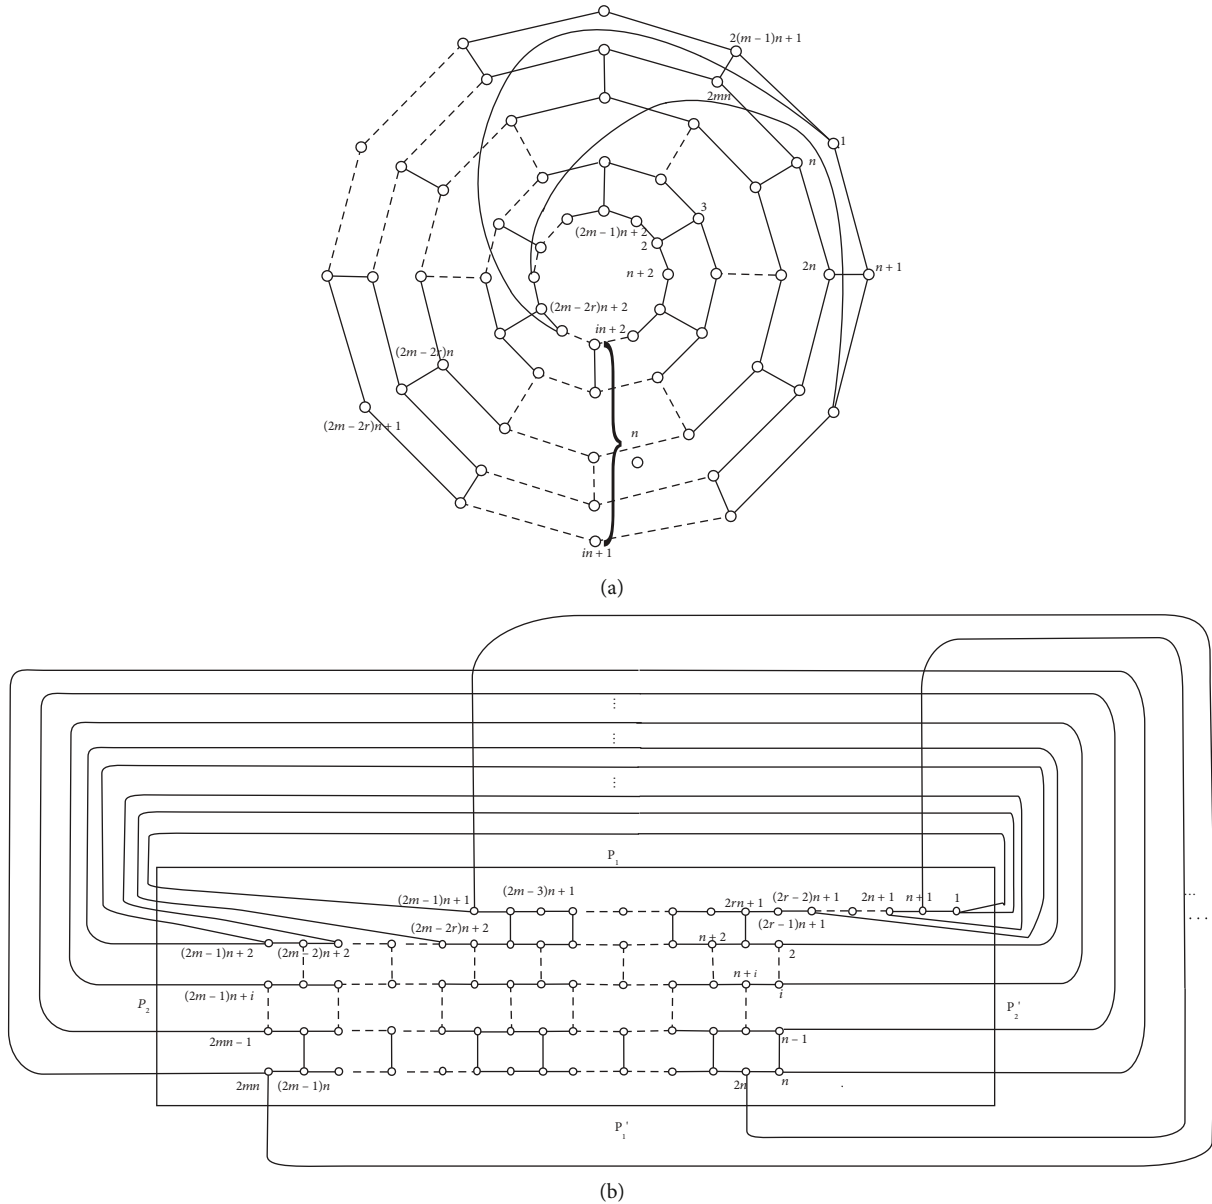 2(m – 1)n + 1
2mn
1
n
3
(2m – 1)n + 2
2
n + 2
2n
n + 1
(2m – 2r)n + 2
in + 2
(2m – 2r)n
(2m – 2r)n + 1
n
in + 1
(a)
⋮
⋮
⋮
P₁
(2m – 1)n + 1
(2m – 3)n + 1
2rn + 1
(2r – 2)n + 1
2n + 1
n + 1
1
...
. . .
(2r – 1)n + 1
(2m – 2r)n + 2
n + 2
(2m – 1)n + 2
(2m – 2)n + 2
2
n + i
(2m – 1)n + i
i
P₂
P₂'
2mn – 1
n – 1
2mn
(2m – 1)n
2n
n
P₁'
(b)